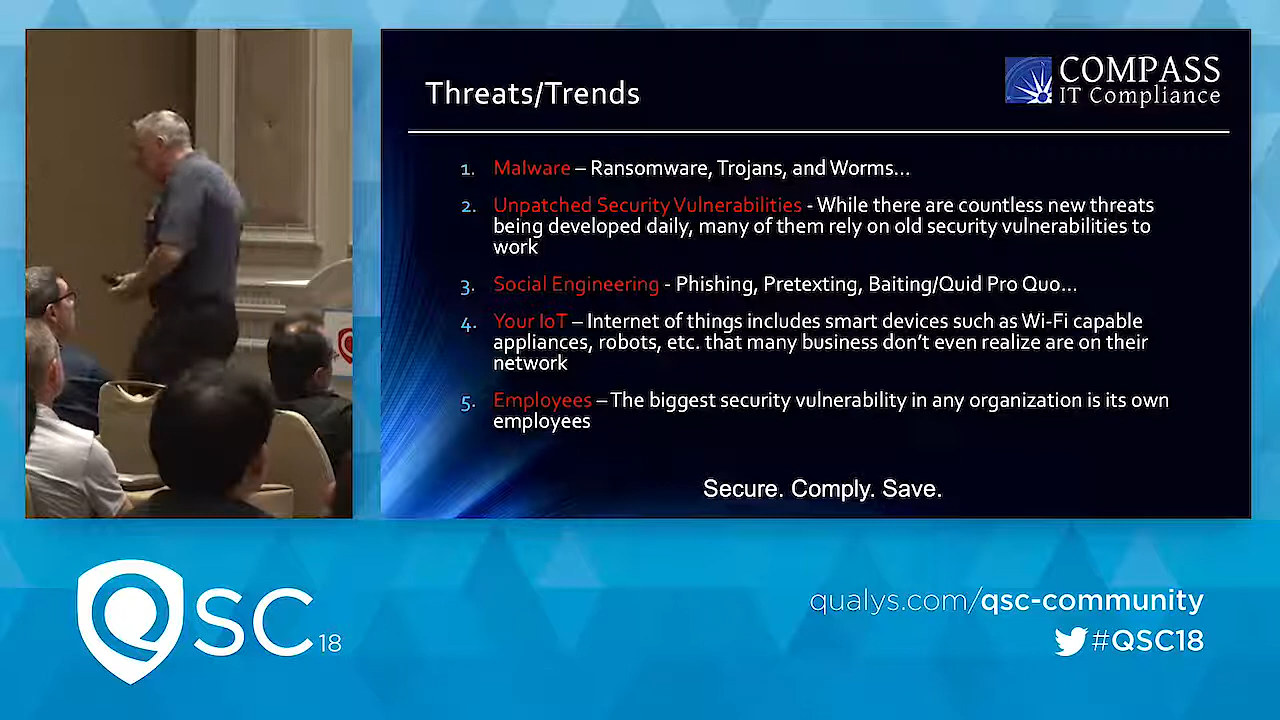 Threats/Trends
COMPASS
IT Compliance
1. Malware – Ransomware, Trojans, and Worms...
2. Unpatched Security Vulnerabilities - While there are countless new threats
being developed daily, many of them rely on old security vulnerabilities to
work
3. Social Engineering - Phishing, Pretexting, Baiting/Quid Pro Quo...
4. Your IoT – Internet of things includes smart devices such as Wi-Fi capable
appliances, robots, etc. that many business don't even realize are on their
network
5. Employees – The biggest security vulnerability in any organization is its own
employees
Secure. Comply. Save.
QSC 18
qualys.com/qsc-community
#QSC18